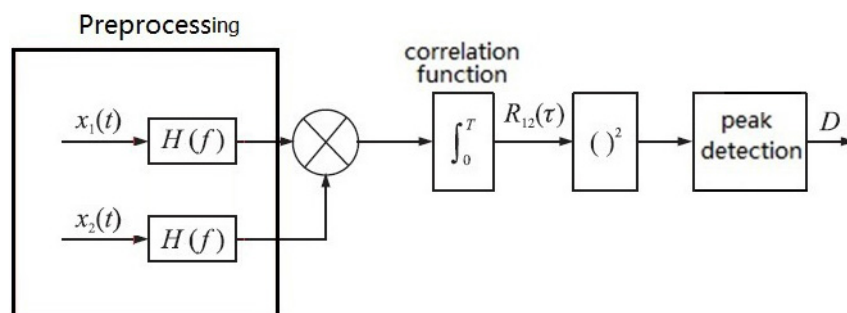 Preprocessing
correlation
function
x₁(t)
H(f)
∫₀ᵀ
R₁₂(τ)
( )²
peak
detection
D
x₂(t)
H(f)